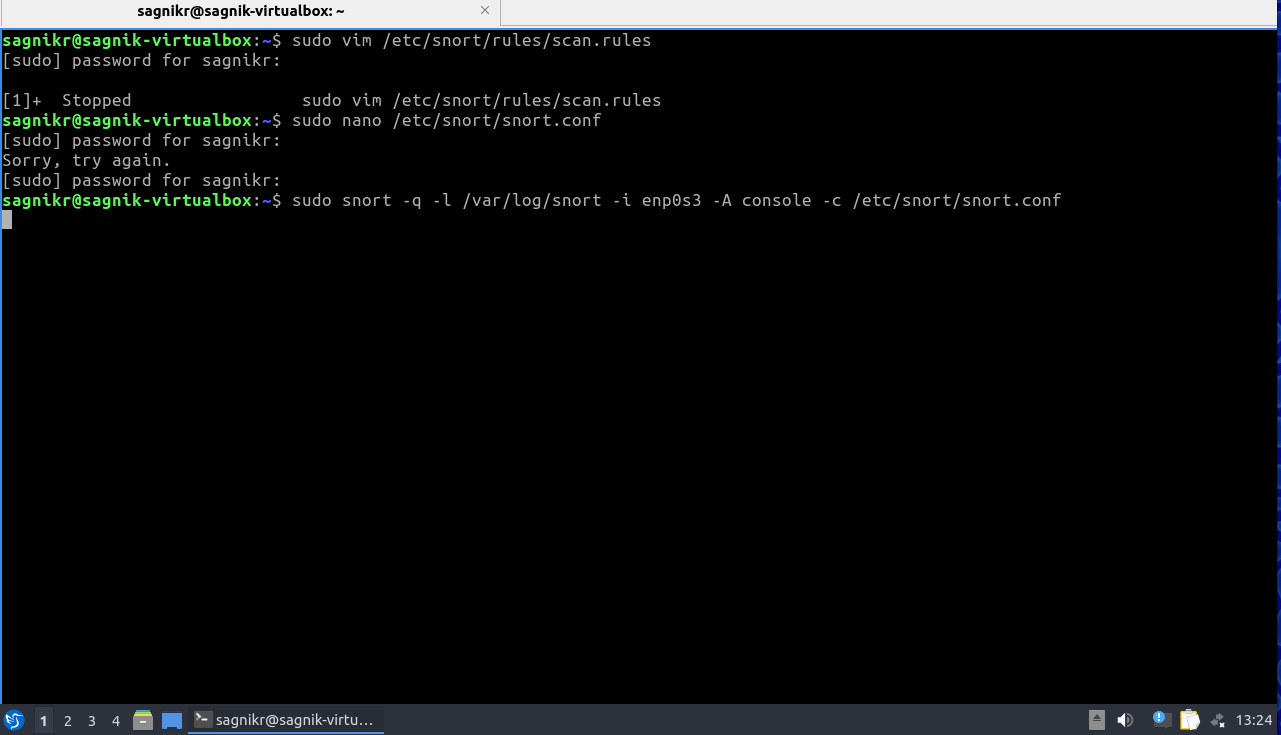 sagnikr@sagnik-virtualbox: ~
sagnikr@sagnik-virtualbox:~$ sudo vim /etc/snort/rules/scan.rules
[sudo] password for sagnikr:
[1]+  Stopped                 sudo vim /etc/snort/rules/scan.rules
sagnikr@sagnik-virtualbox:~$ sudo nano /etc/snort/snort.conf
[sudo] password for sagnikr:
Sorry, try again.
[sudo] password for sagnikr:
sagnikr@sagnik-virtualbox:~$ sudo snort -q -l /var/log/snort -i enp0s3 -A console -c /etc/snort/snort.conf
1 2 3 4 sagnikr@sagnik-virtu... 13:24